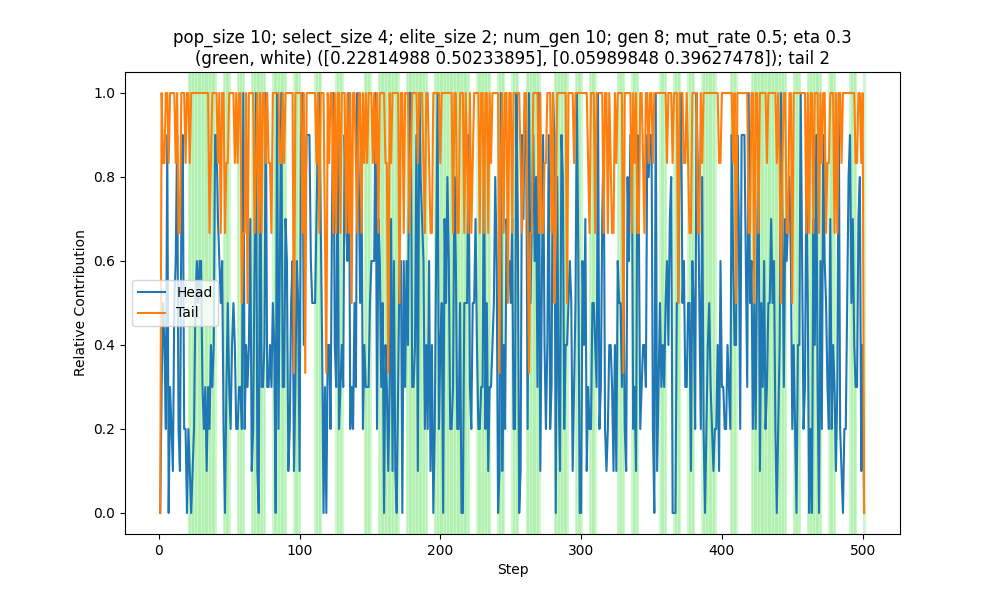 pop_size 10; select_size 4; elite_size 2; num_gen 10; gen 8; mut_rate 0.5; eta 0.3
(green, white) ([0.22814988 0.50233895], [0.05989848 0.39627478]); tail 2
1.0
0.8
0.6
0.4
0.2
0.0
Relative Contribution
Head
Tail
0
100
200
300
400
500
Step